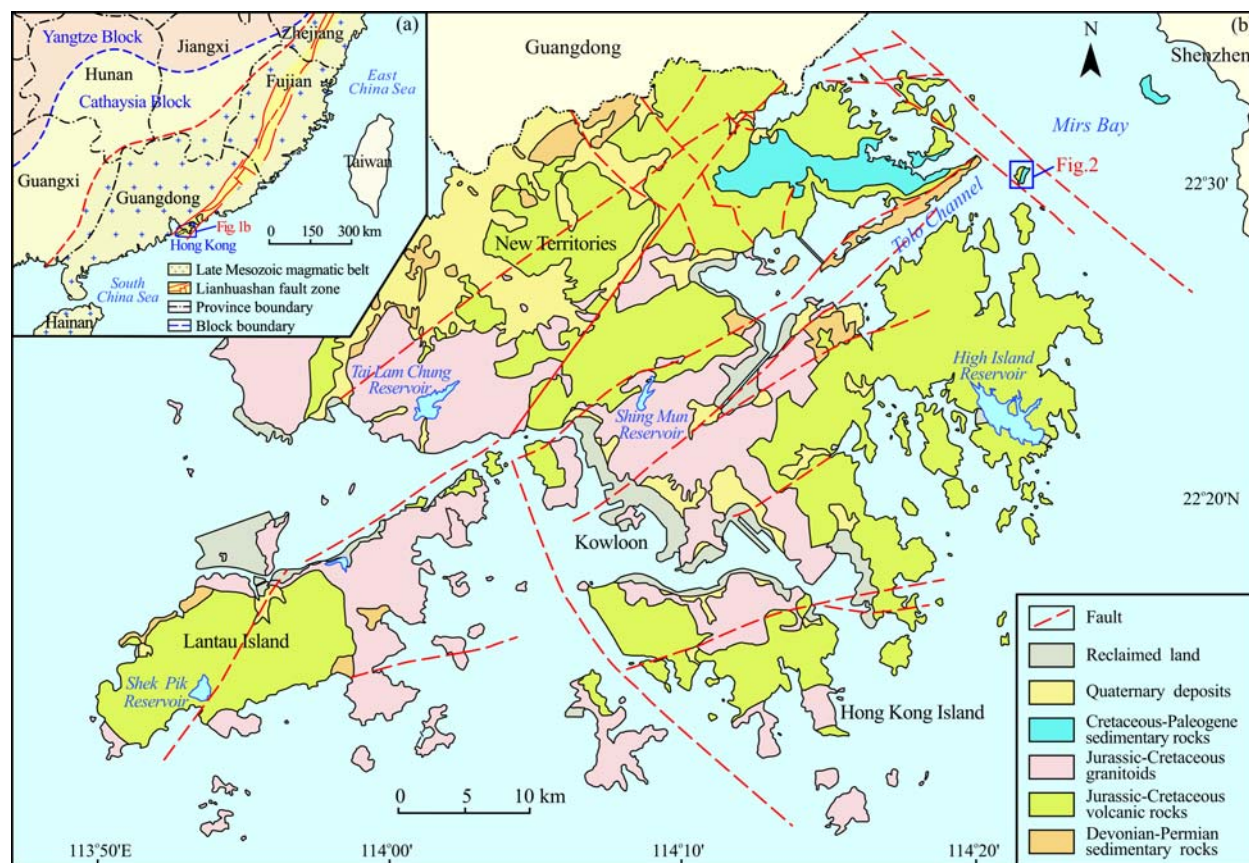 (a)
Yangtze Block
Jiangxi
Zhejiang
Hunan
Fujian
East
China Sea
Cathaysia Block
Taiwan
Guangxi
Guangdong
Fig.1b
Hong Kong
0 150 300 km
South
China Sea
Hainan
Late Mesozoic magmatic belt
Lianhuashan fault zone
Province boundary
Block boundary
(b)
Guangdong
N
Shenzhen
Mirs Bay
Fig.2
22°30'
Tolo Channel
New Territories
Tai Lam Chung
Reservoir
Shing Mun
Reservoir
High Island
Reservoir
22°20'N
Kowloon
Lantau Island
Shek Pik
Reservoir
Hong Kong Island
0 5 10 km
113°50'E
114°00'
114°10'
114°20'
Fault
Reclaimed land
Quaternary deposits
Cretaceous-Paleogene
sedimentary rocks
Jurassic-Cretaceous
granitoids
Jurassic-Cretaceous
volcanic rocks
Devonian-Permian
sedimentary rocks